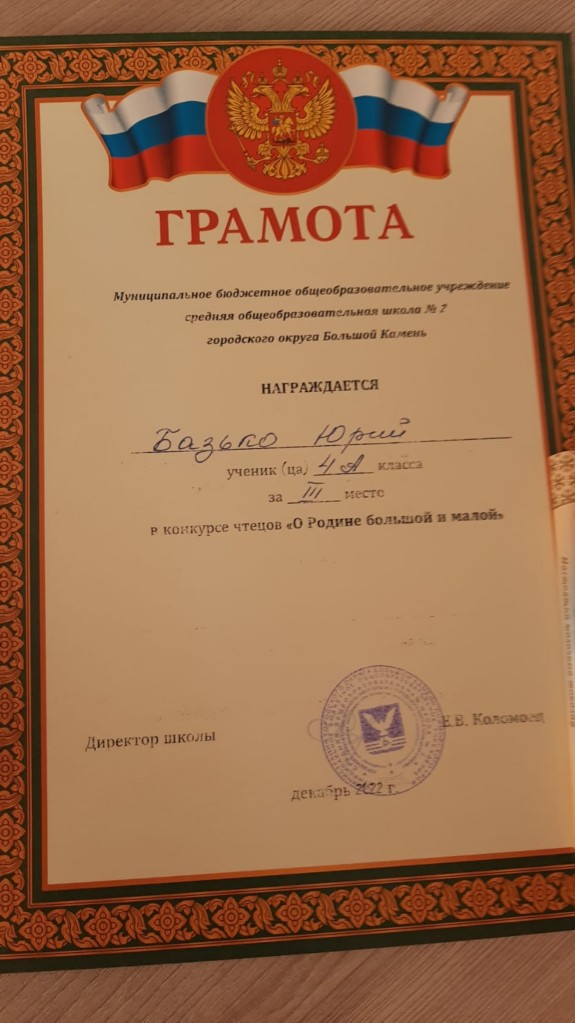 ГРАМОТА
Муниципальное бюджетное общеобразовательное учреждение
средняя общеобразовательная школа № 2
городского округа Большой Камень
НАГРАЖДАЕТСЯ
Базько Юрий
ученик (ца) 4 А класса
за III место
в конкурсе чтецов «О Родине большой и малой»
Директор школы
Е.В. Коломоец
декабрь 2022 г.